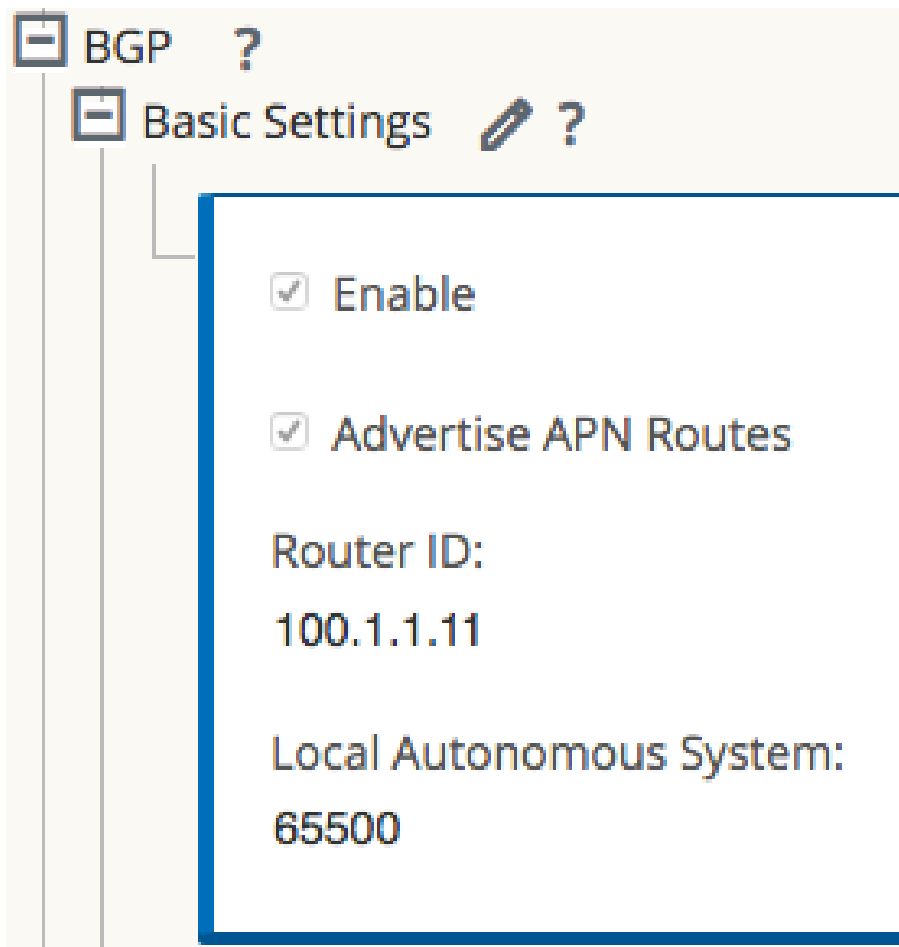 BGP ?
Basic Settings ?
Enable
Advertise APN Routes
Router ID:
100.1.1.11
Local Autonomous System:
65500